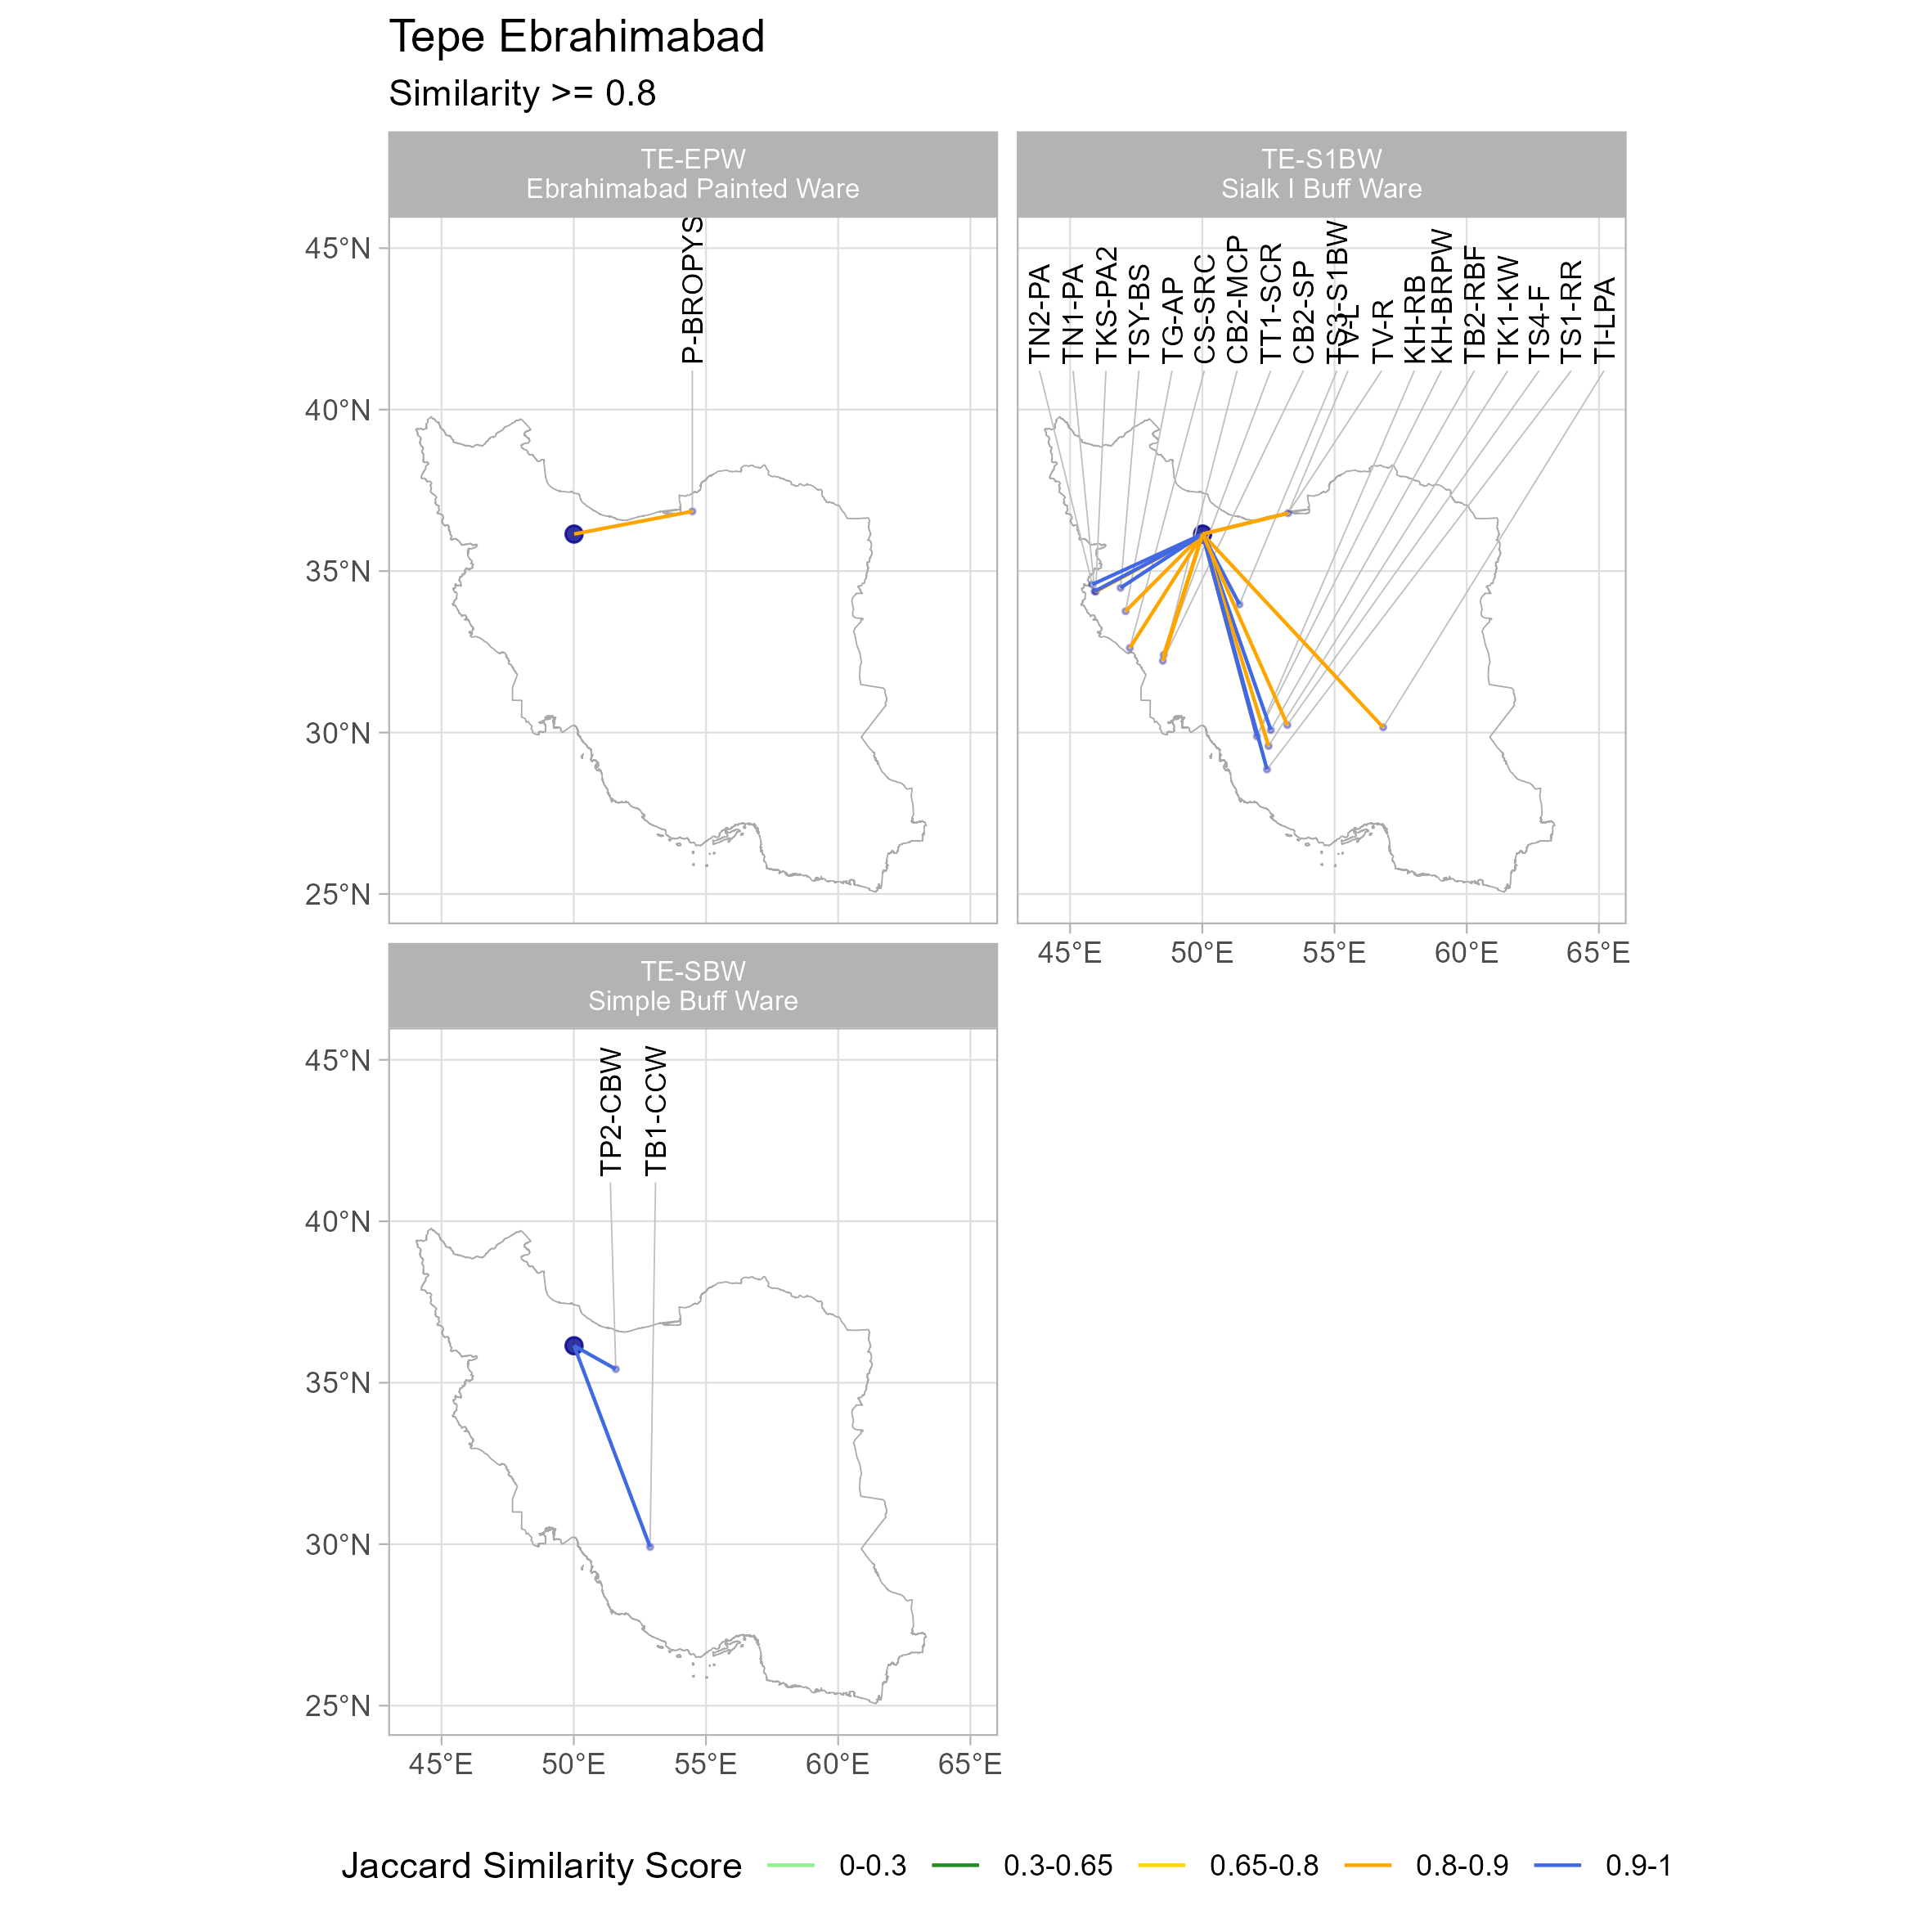 Tepe Ebrahimabad
Similarity >= 0.8
TE-EPW
Ebrahimabad Painted Ware
TE-S1BW
Sialk I Buff Ware
P-BROPYS
TN2-PA
TN1-PA
TKS-PA2
TSY-BS
TG-AP
CS-SRC
CB2-MCP
TT1-SCR
CB2-SP
TS3-S1BW
TV-L
TV-R
KH-RB
KH-BRPW
TB2-RBF
TK1-KW
TS4-F
TS1-RR
TI-LPA
45°N
40°N
35°N
30°N
25°N
45°E 50°E 55°E 60°E 65°E
TE-SBW
Simple Buff Ware
TP2-CBW
TB1-CCW
45°N
40°N
35°N
30°N
25°N
45°E 50°E 55°E 60°E 65°E
Jaccard Similarity Score 0-0.3 0.3-0.65 0.65-0.8 0.8-0.9 0.9-1